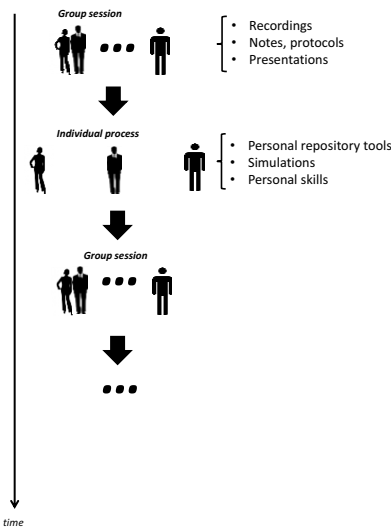 Group session
• Recordings
• Notes, protocols
• Presentations
Individual process
• Personal repository tools
• Simulations
• Personal skills
Group session
time